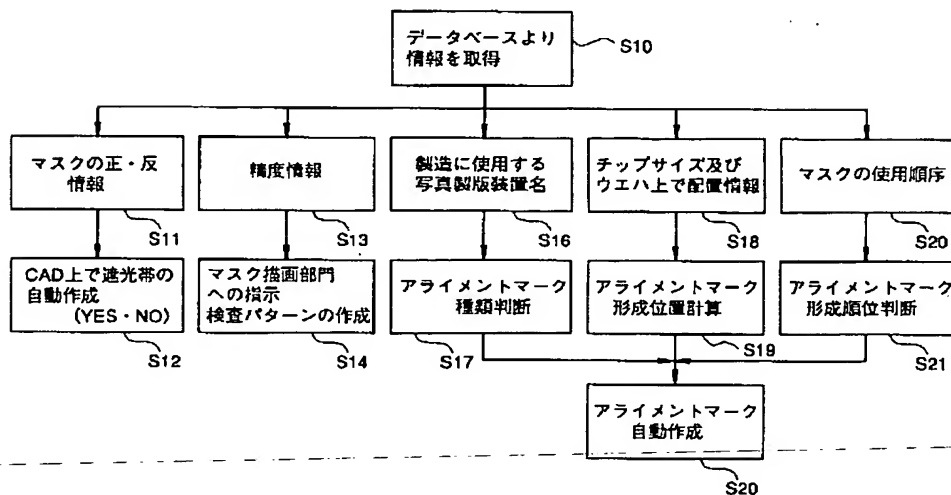 データベースより
情報を取得
S10
マスクの正・反
情報
S11
精度情報
S13
製造に使用する
写真製版装置名
S16
チップサイズ及び
ウエハ上で配置情報
S18
マスクの使用順序
S20
CAD上で遮光帯の
自動作成
(YES・NO)
S12
マスク描画部門
への指示
検査パターンの作成
S14
アライメントマーク
種類判断
S17
アライメントマーク
形成位置計算
S19
アライメントマーク
形成順位判断
S21
アライメントマーク
自動作成
S20